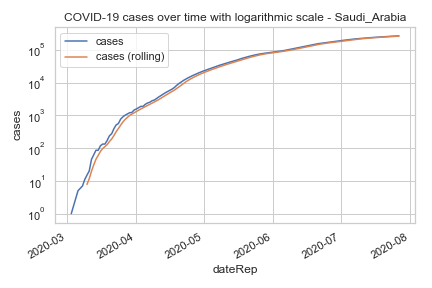 COVID-19 cases over time with logarithmic scale - Saudi_Arabia
cases
cases (rolling)
10^5
10^4
10^3
10^2
10^1
10^0
cases
2020-03
2020-04
2020-05
2020-06
2020-07
2020-08
dateRep